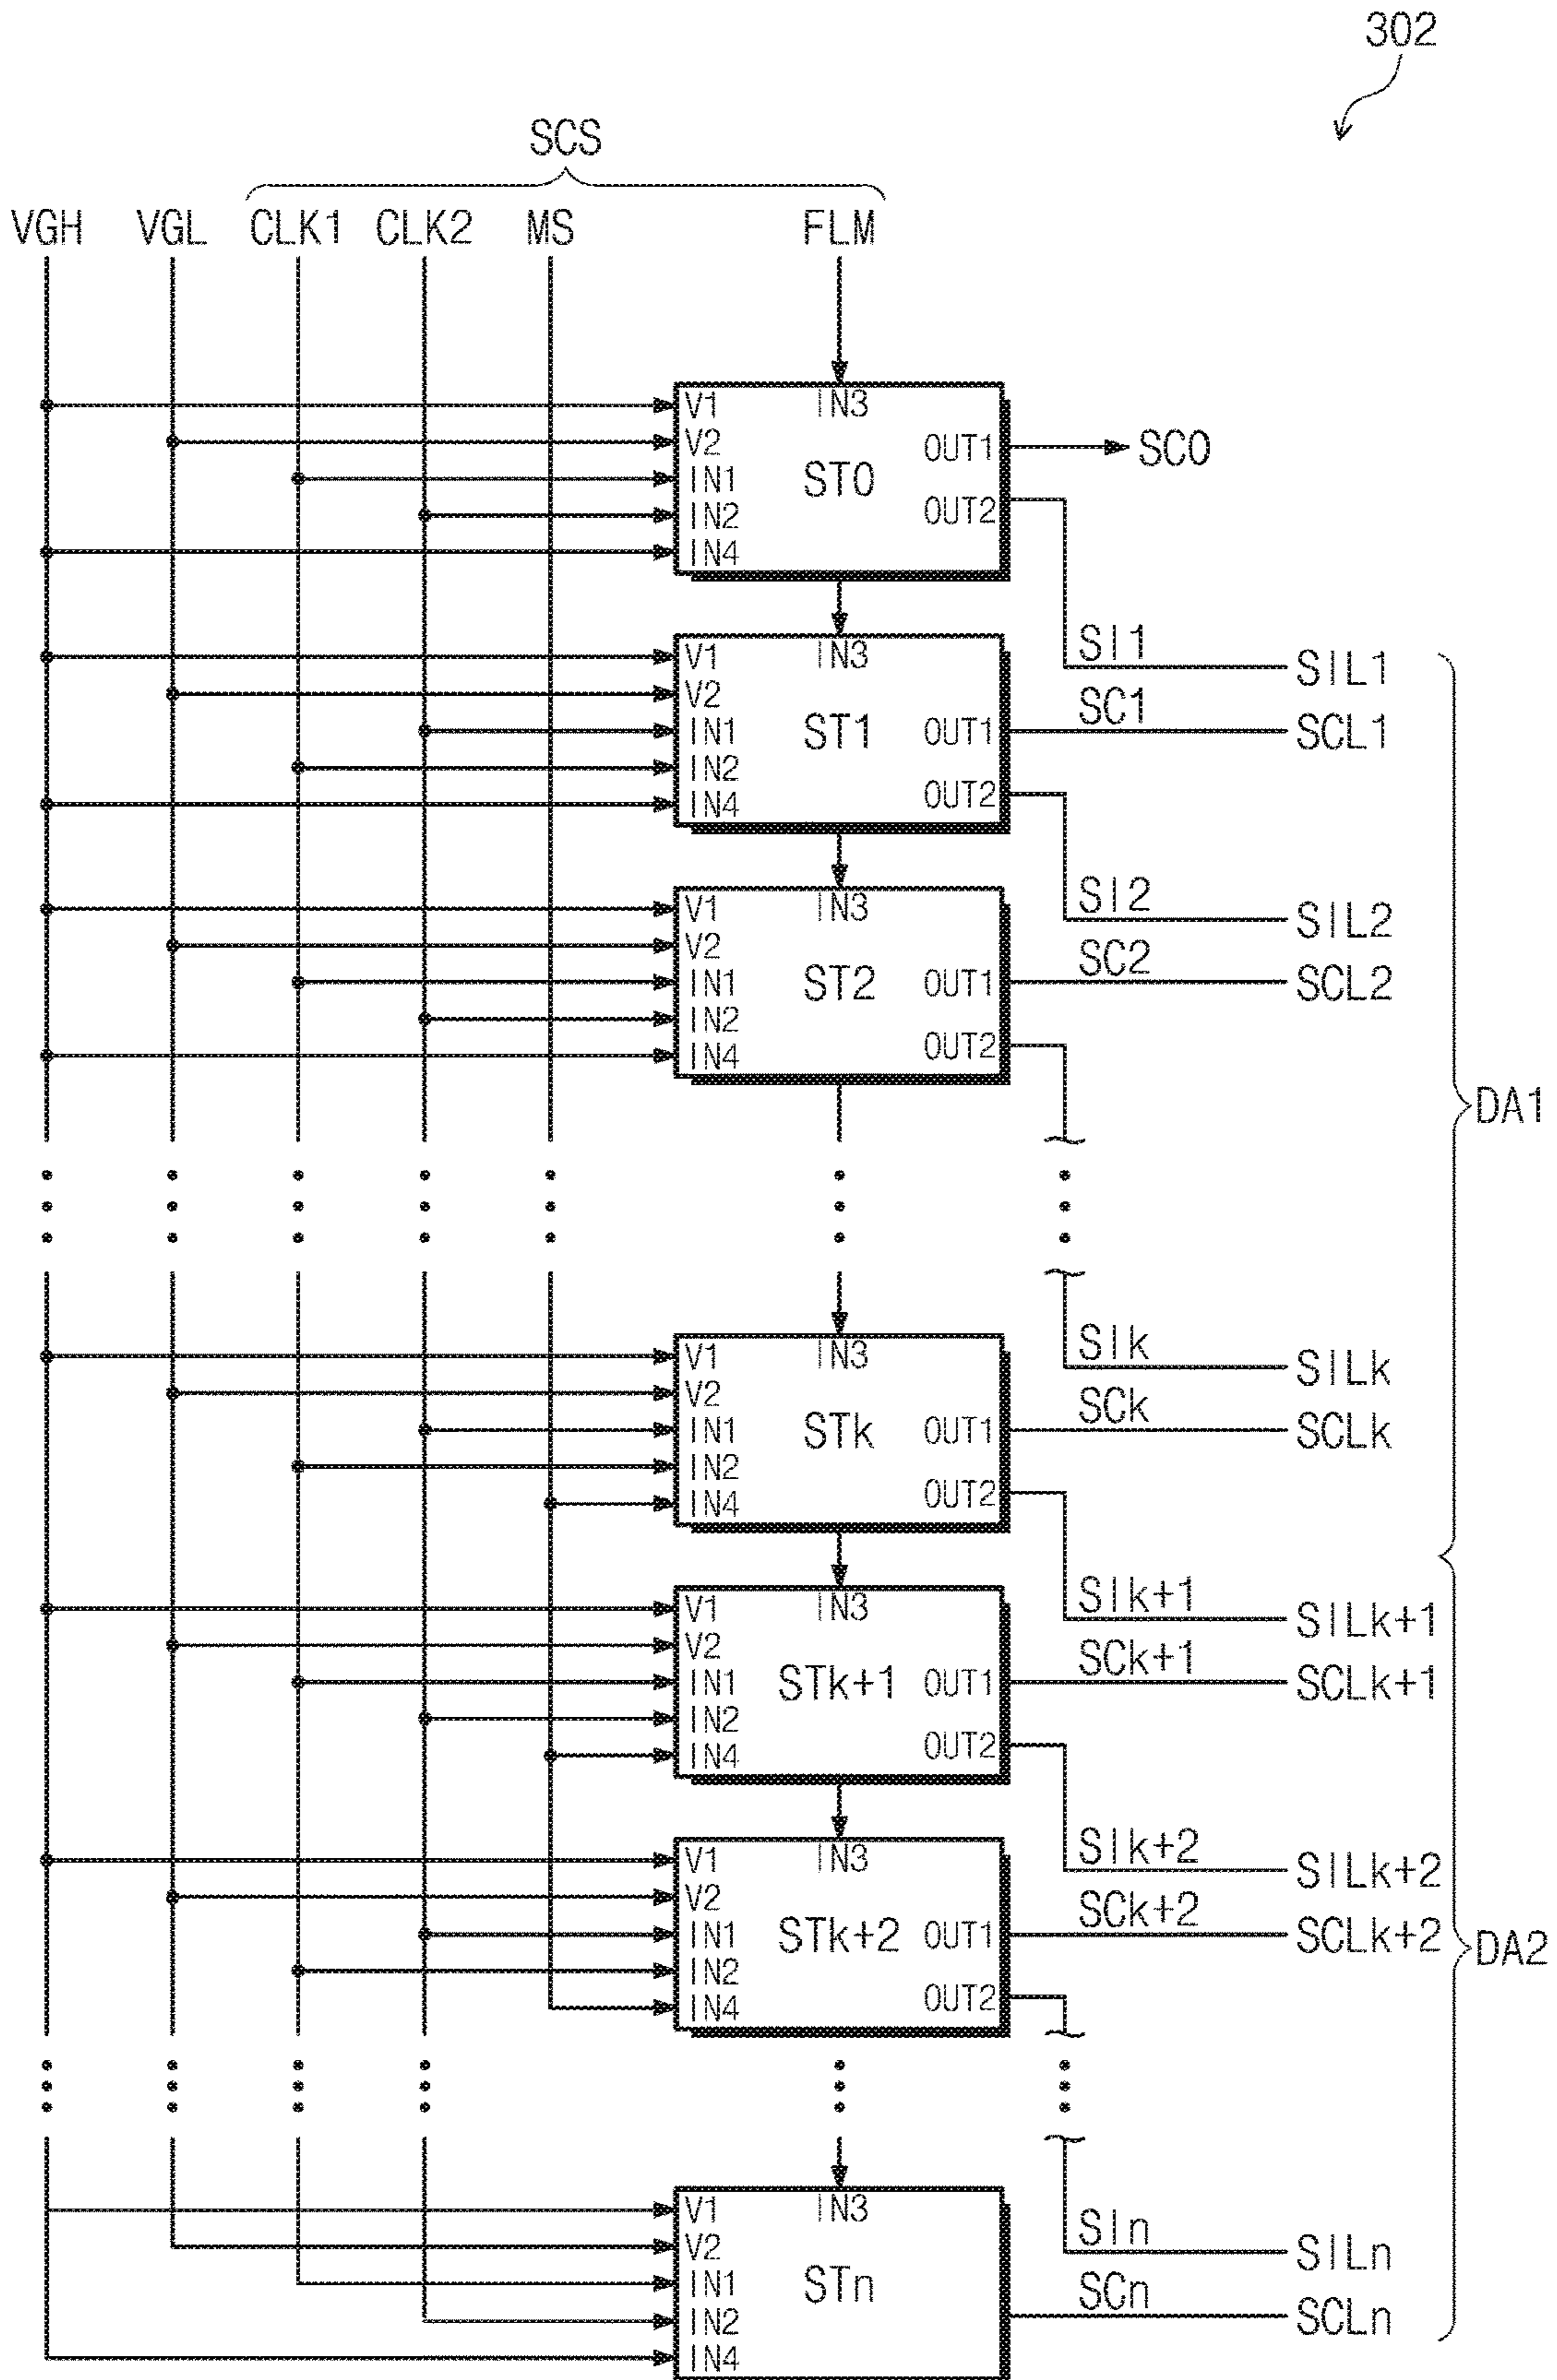 302
SCS
VGH VGL CLK1 CLK2 MS FLM
V1 IN3
V2 OUT1 SC0
IN1 ST0
IN2 OUT2
IN4
SI1 SIL1
V1 IN3
V2 SC1
IN1 ST1 OUT1 SCL1
IN2
IN4 OUT2
SI2 SIL2
V1 IN3
V2 SC2
IN1 ST2 OUT1 SCL2
IN2
IN4 OUT2
DA1
SIk SILk
V1 IN3
V2 SCk
IN1 STk OUT1 SCLk
IN2
IN4 OUT2
SIk+1 SILk+1
V1 IN3
V2 SCk+1
IN1 STk+1 OUT1 SCLk+1
IN2
IN4 OUT2
SIk+2 SILk+2
V1 IN3
V2 SCk+2
IN1 STk+2 OUT1 SCLk+2
DA2
IN2
IN4 OUT2
V1 IN3
V2 SIn SILn
IN1 STn SCn
IN2 SCLn
IN4